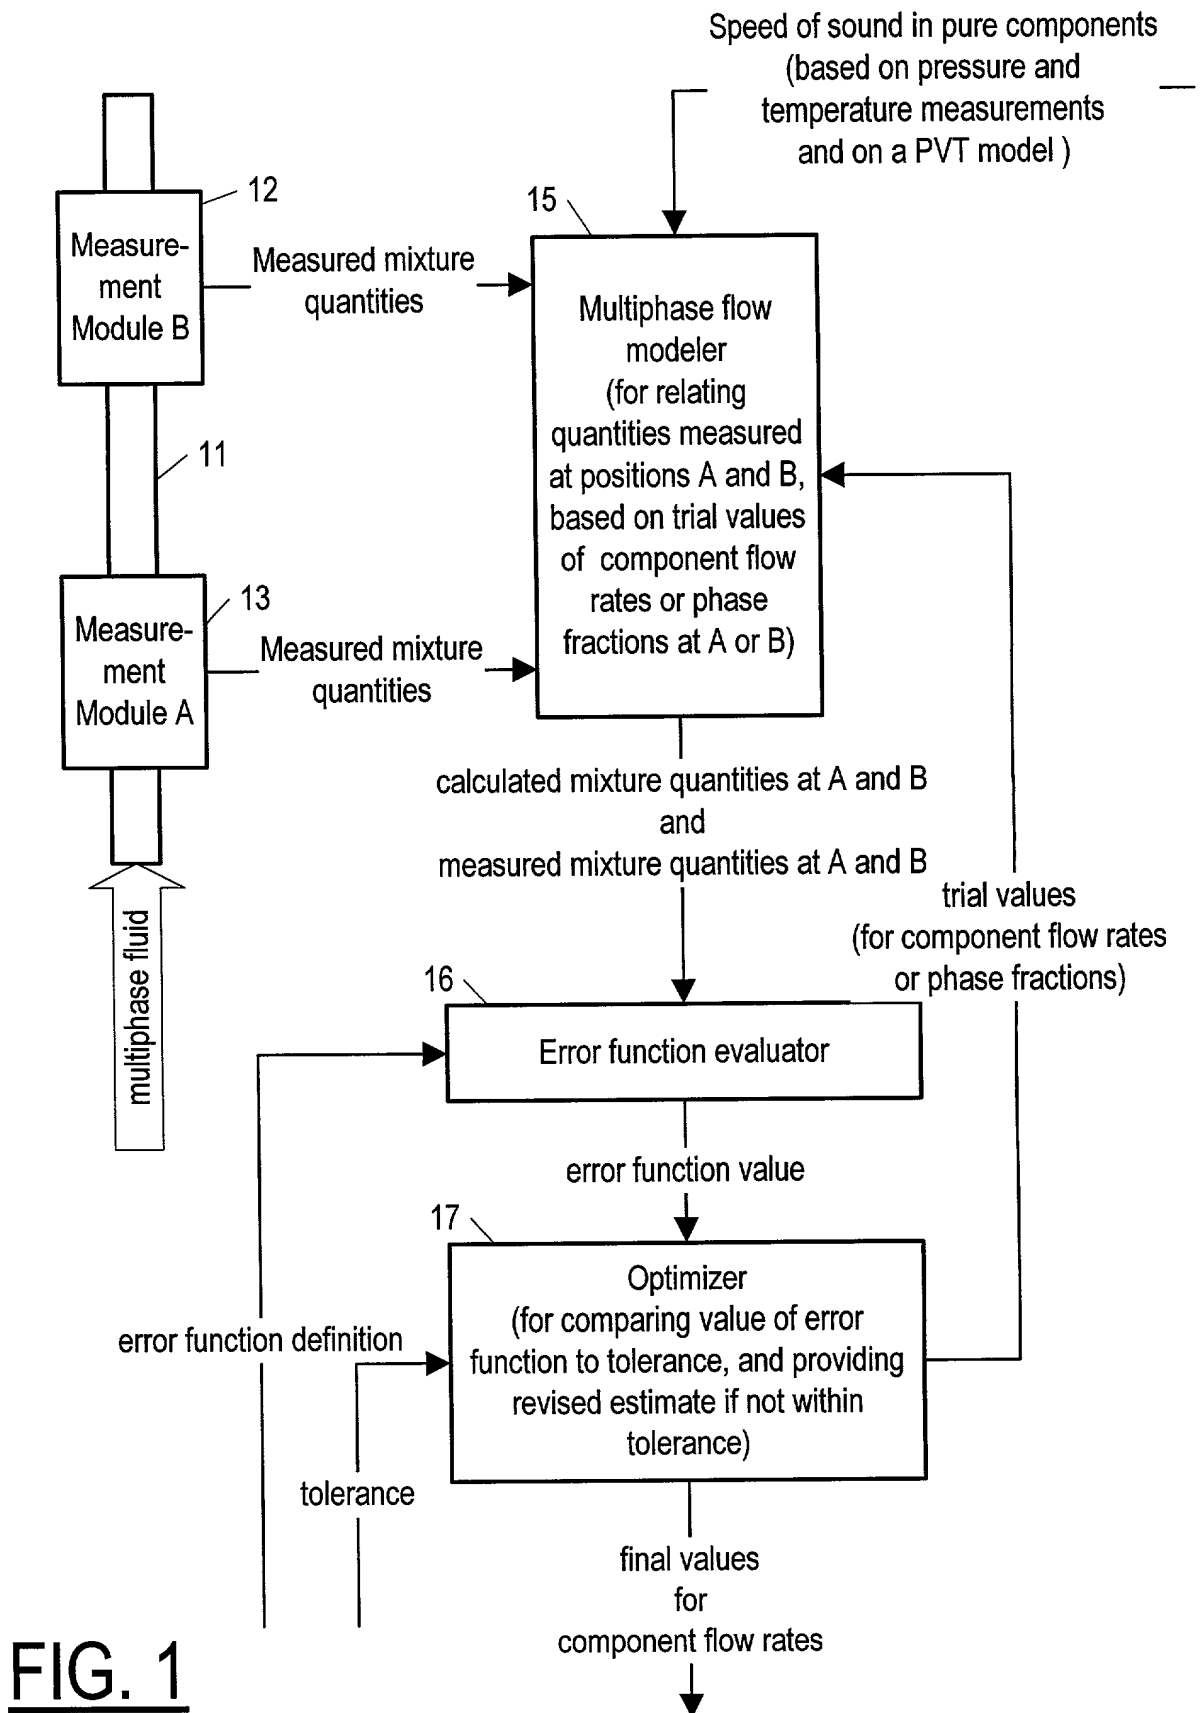 Speed of sound in pure components
(based on pressure and
temperature measurements
and on a PVT model )
12
Measure-
ment
Module B
Measured mixture
quantities
15
Multiphase flow
modeler
(for relating
quantities measured
at positions A and B,
based on trial values
of component flow
rates or phase
fractions at A or B)
11
13
Measure-
ment
Module A
Measured mixture
quantities
calculated mixture quantities at A and B
and
measured mixture quantities at A and B
trial values
(for component flow rates
or phase fractions)
multiphase fluid
16
Error function evaluator
error function value
17
Optimizer
(for comparing value of error
function to tolerance, and providing
revised estimate if not within
tolerance)
error function definition
tolerance
final values
for
component flow rates
FIG. 1